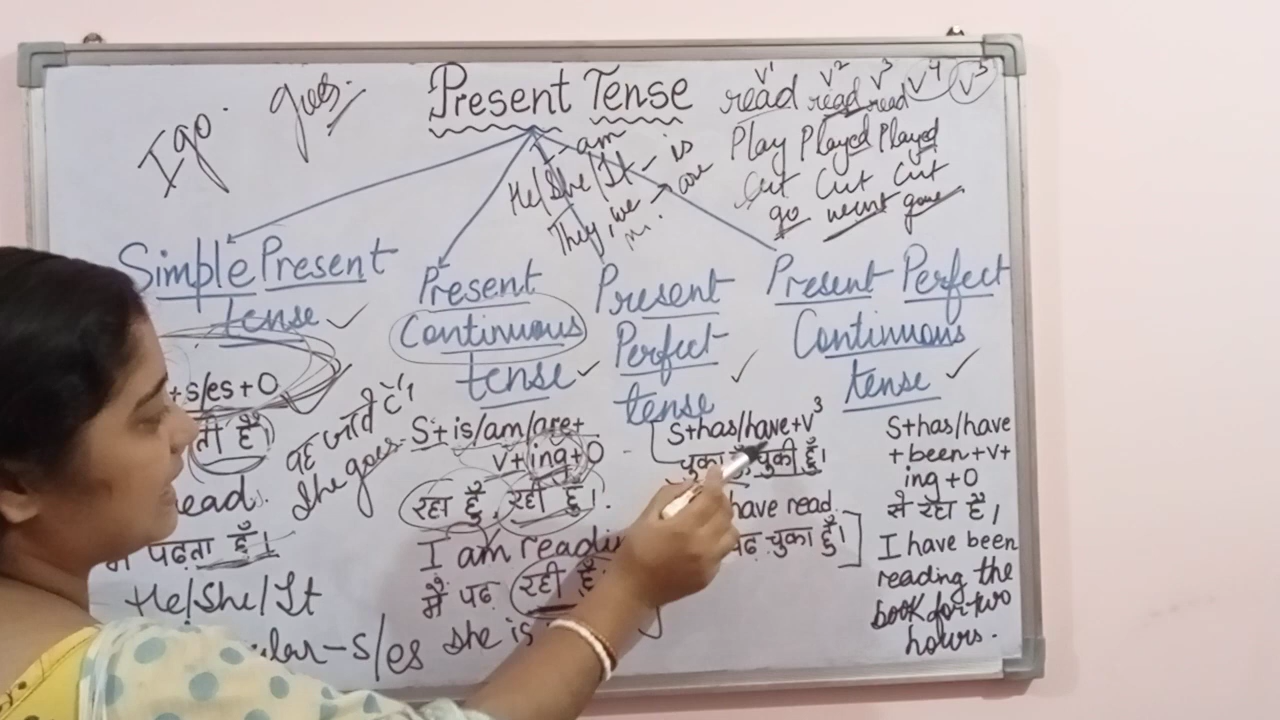 I go.
goes.
Present Tense
I - am
He/She/It - is
They, we - are
V1 V2 V3 V4 V5
read read read
Play Played Played
Cut Cut Cut
go went gone
Simple Present
tense
+s/es+O
ती हैं
वह जाती
She goes.
read.
पढ़ता हूँ।
He/She/It
s/es
Present
Continuous
tense
S+is/am/are+
v+ing+O
रहा हूँ, रही हूँ।
I am readin
मैं पढ़ रही हूँ
She is
Present
Perfect
tense
S+has/have+v3
चुका चुकी हूँ।
have read.
पढ़ चुका हूँ।
Present Perfect
Continuous
tense
S+has/have
+been+v+
ing+O
से रहा हैं।
I have been
reading the
book for two
hours.